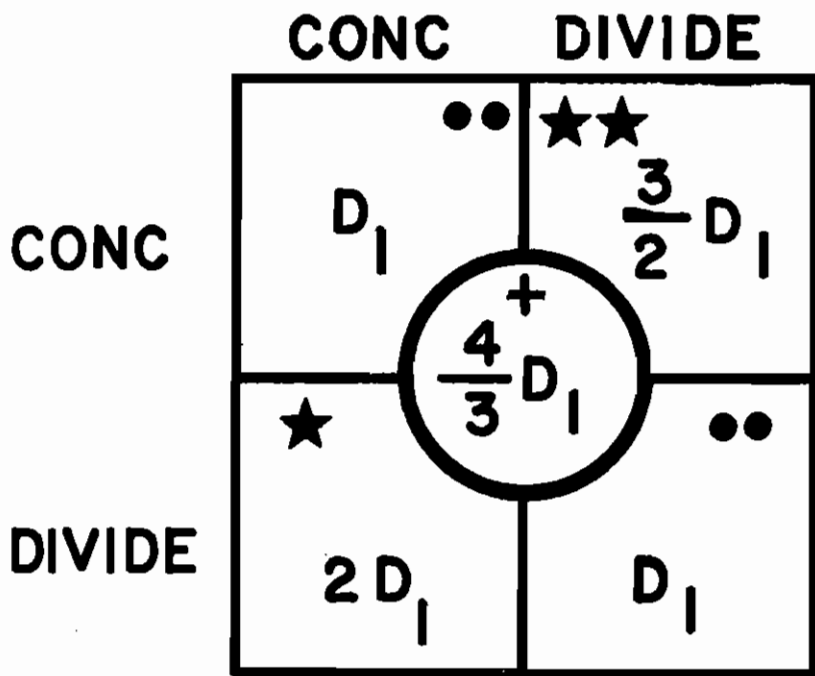 CONC DIVIDE
CONC D₁ 3/2 D₁
+
4/3 D₁
DIVIDE 2 D₁ D₁